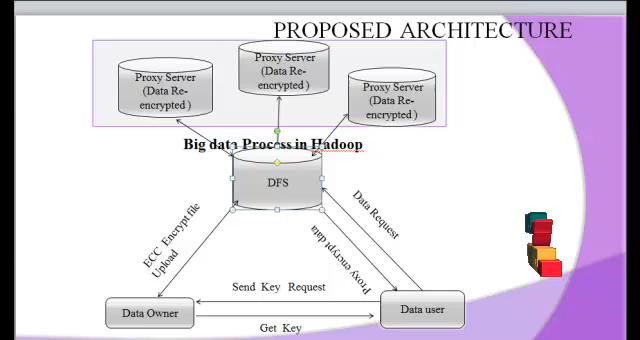 PROPOSED ARCHITECTURE
Proxy Server
(Data Re-
encrypted )
Proxy Server
(Data Re-
encrypted )
Proxy Server
(Data Re-
encrypted )
Big data Process in Hadoop
DFS
ECC Encrypt file
Upload
Data Request
Proxy encrypt data
Send Key Request
Data Owner
Data user
Get Key